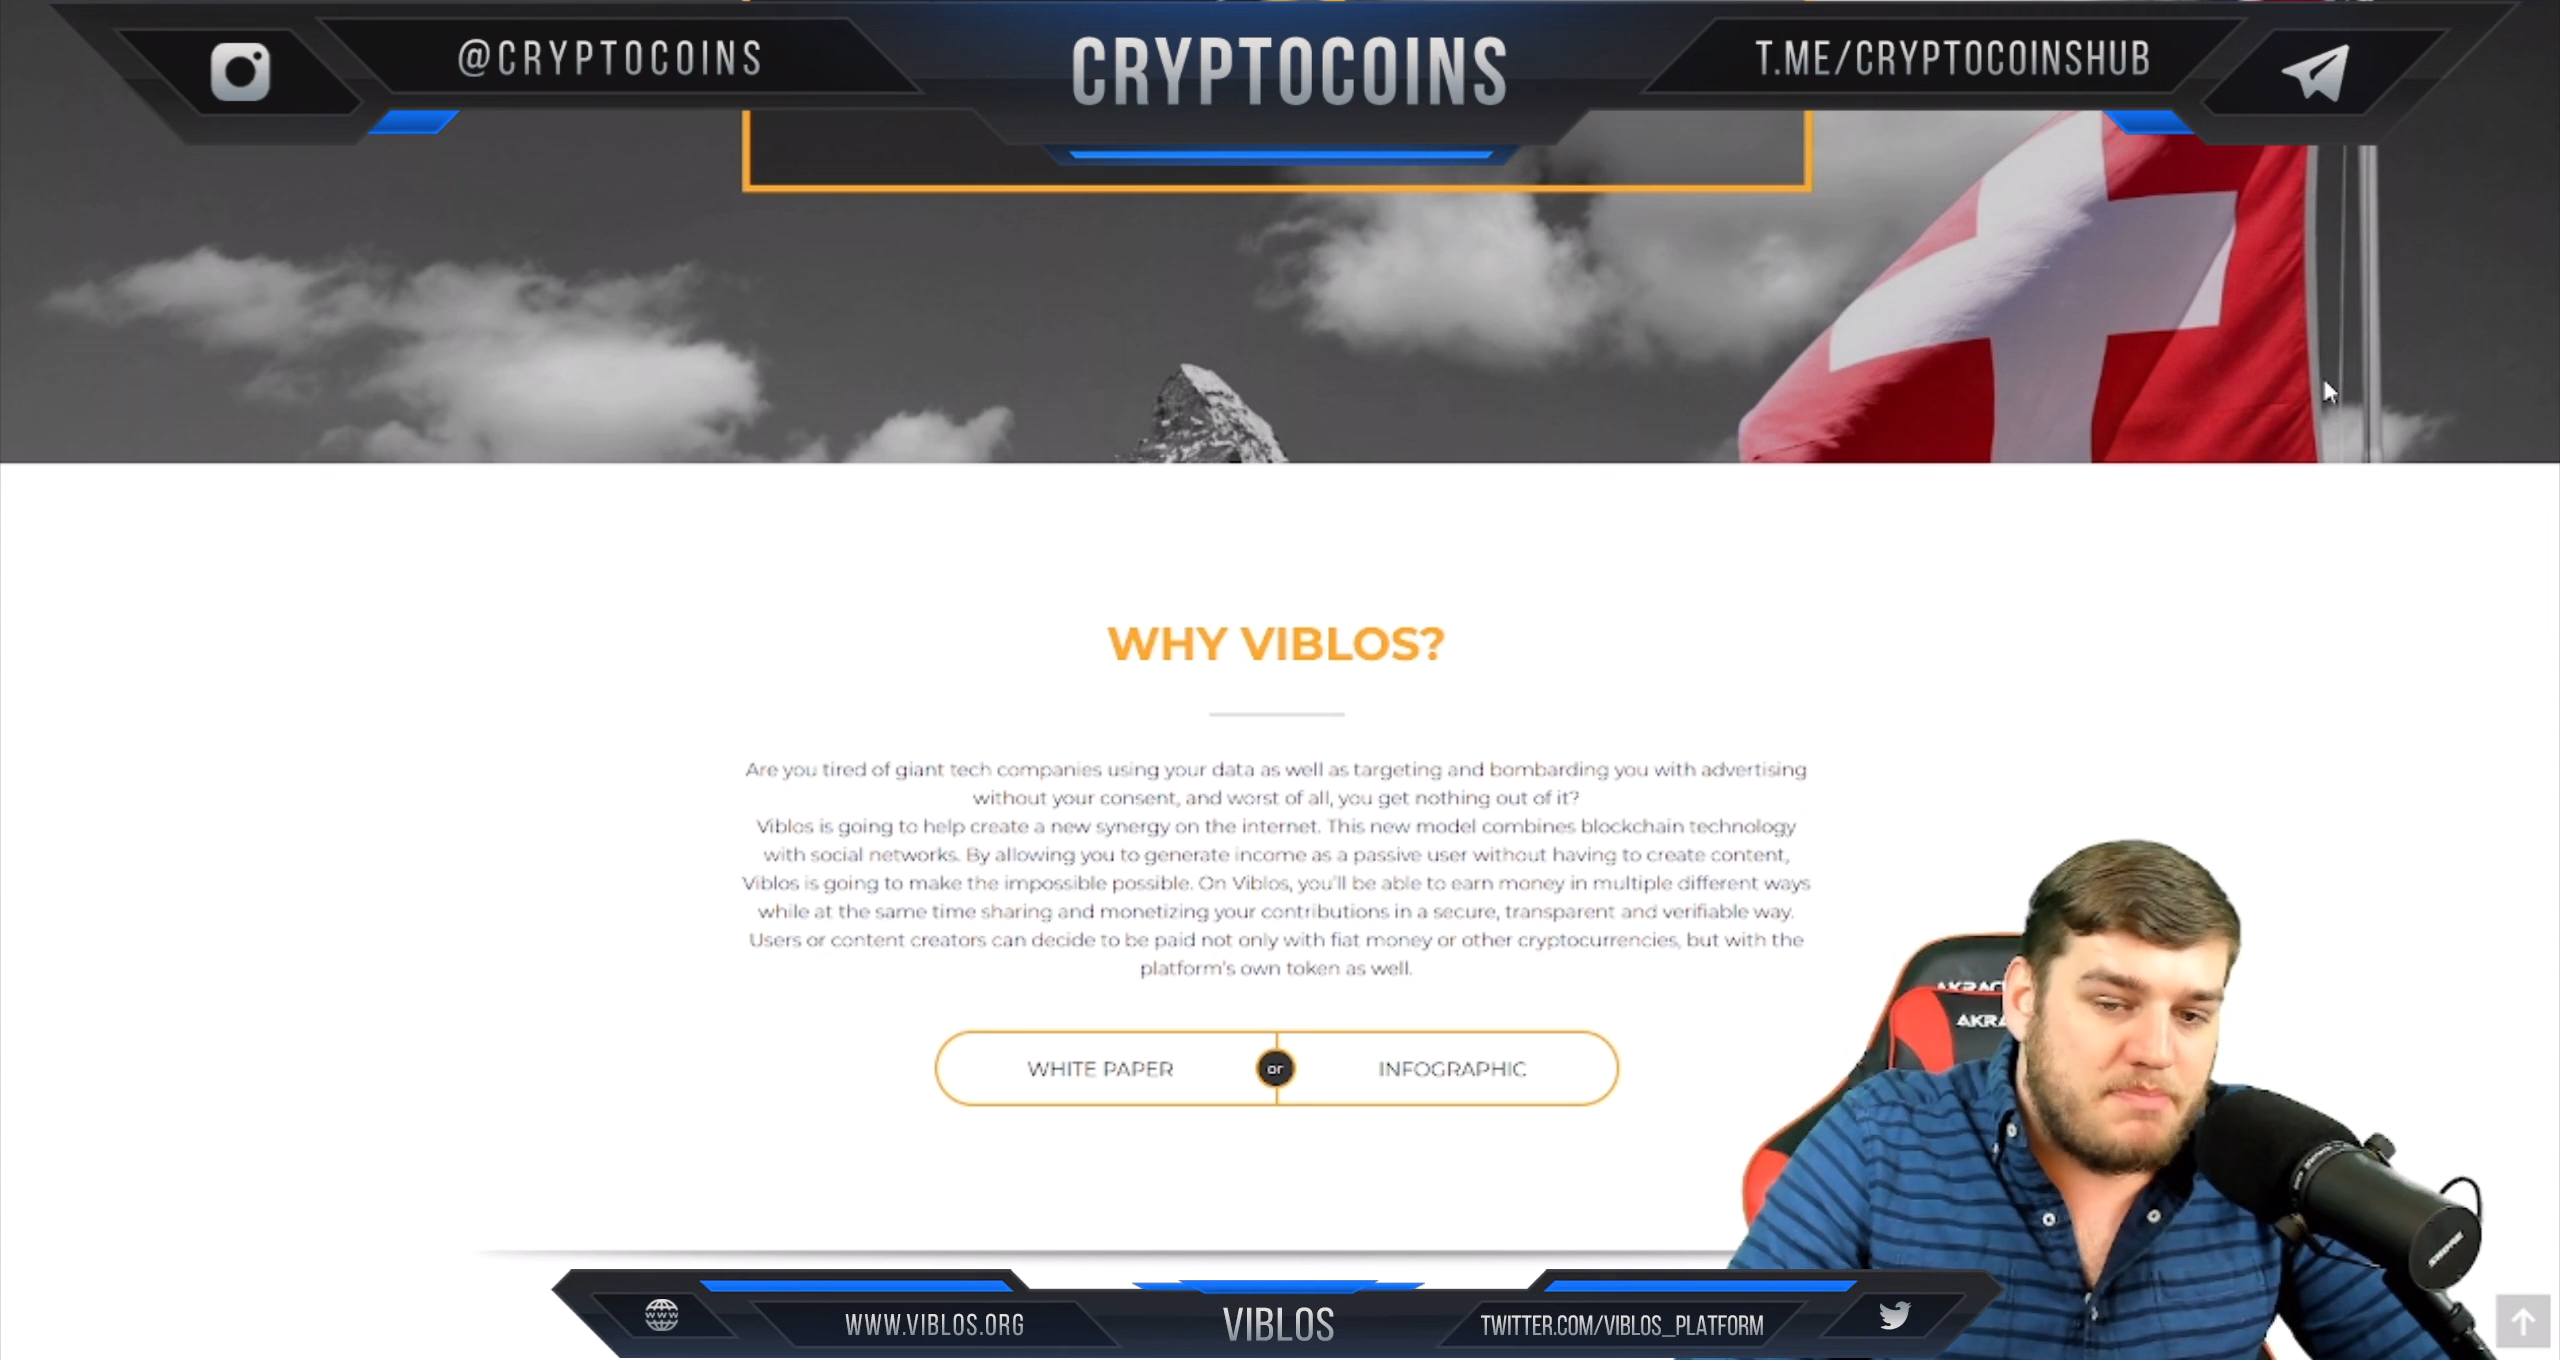 @CRYPTOCOINS
CRYPTOCOINS
T.ME/CRYPTOCOINSHUB
WHY VIBLOS?
Are you tired of giant tech companies using your data as well as targeting and bombarding you with advertising
without your consent, and worst of all, you get nothing out of it?
Viblos is going to help create a new synergy on the internet. This new model combines blockchain technology
with social networks. By allowing you to generate income as a passive user without having to create content,
Viblos is going to make the impossible possible. On Viblos, you'll be able to earn money in multiple different ways
while at the same time sharing and monetizing your contributions in a secure, transparent and verifiable way.
Users or content creators can decide to be paid not only with fiat money or other cryptocurrencies, but with the
platform's own token as well.
WHITE PAPER
or
INFOGRAPHIC
WWW
WWW.VIBLOS.ORG
VIBLOS
TWITTER.COM/VIBLOS_PLATFORM